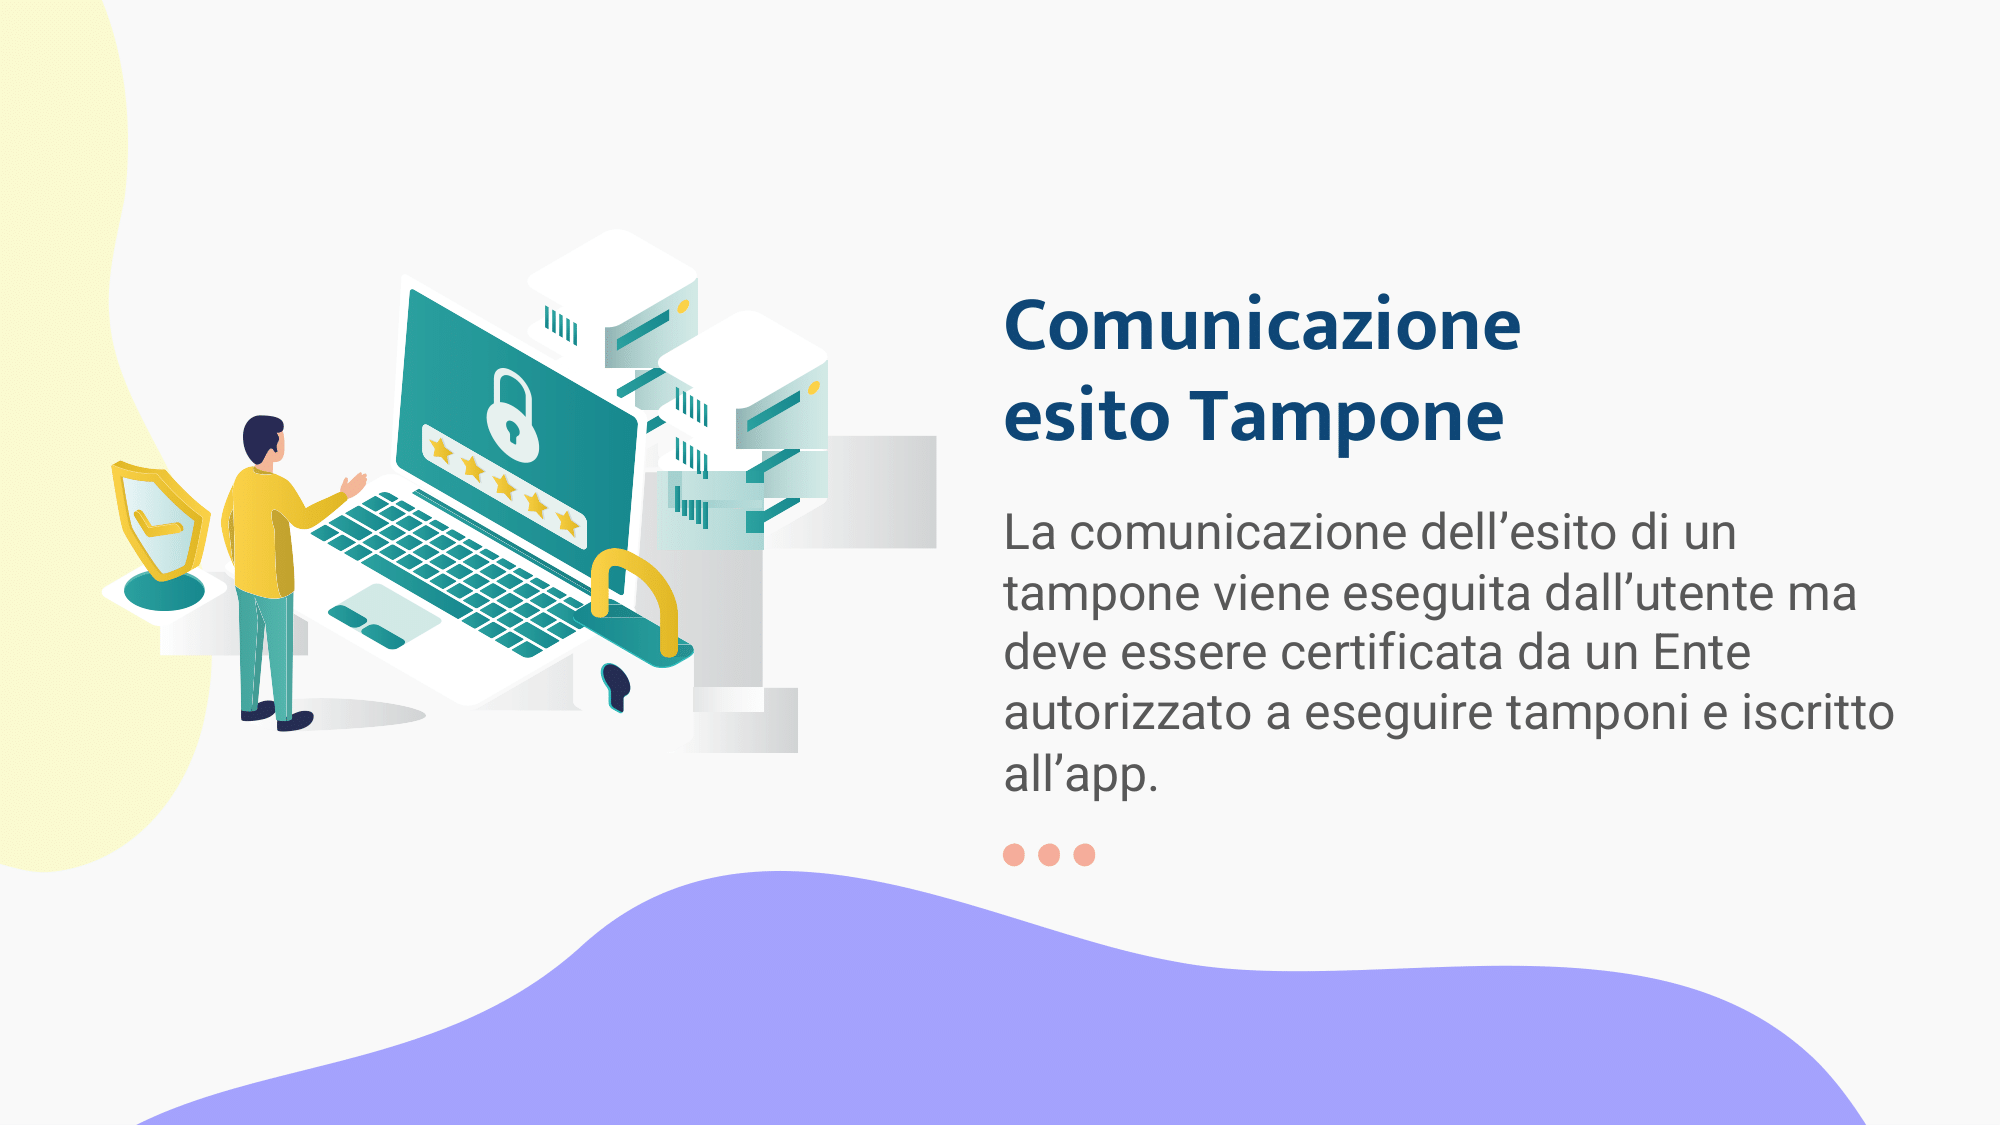 Comunicazione
esito Tampone
La comunicazione dell’esito di un
tampone viene eseguita dall’utente ma
deve essere certificata da un Ente
autorizzato a eseguire tamponi e iscritto
all’app.